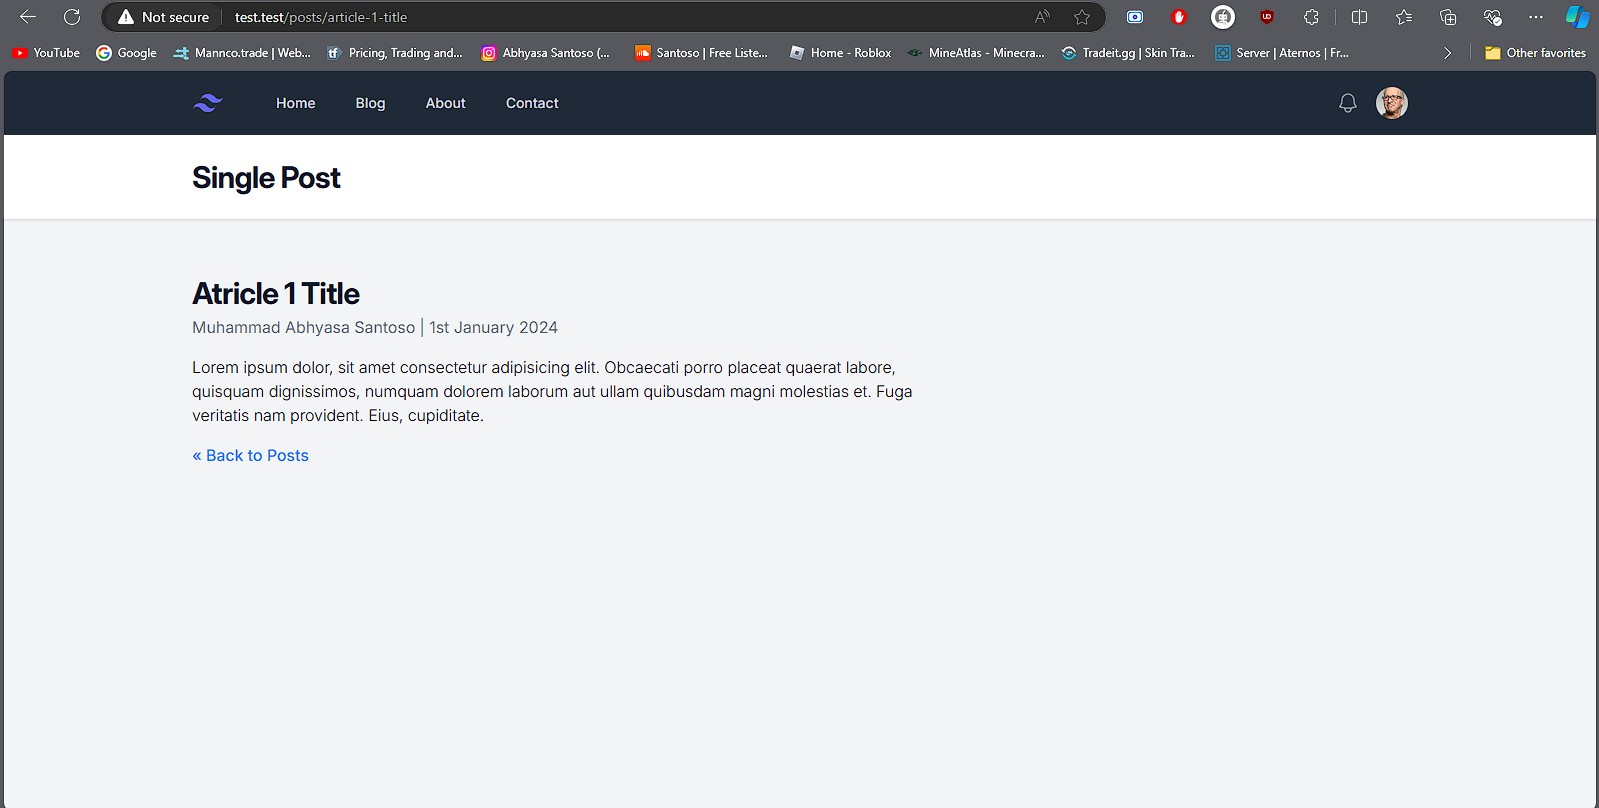 Not secure test.test/posts/article-1-title
YouTube Google Mannco.trade | Web... tf Pricing, Trading and... Abhyasa Santoso (... Santoso | Free Liste... Home - Roblox MineAtlas - Minecra... Tradeit.gg | Skin Tra... Server | Aternos | Fr... Other favorites
Home Blog About Contact
Single Post
Atricle 1 Title
Muhammad Abhyasa Santoso | 1st January 2024
Lorem ipsum dolor, sit amet consectetur adipisicing elit. Obcaecati porro placeat quaerat labore,
quisquam dignissimos, numquam dolorem laborum aut ullam quibusdam magni molestias et. Fuga
veritatis nam provident. Eius, cupiditate.
« Back to Posts